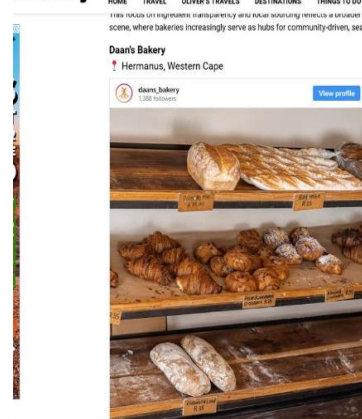 HOME TRAVEL OLIVER'S TRAVELS DESTINATIONS THINGS TO DO
This focus on ingredient transparency and local sourcing reflects a broader
scene, where bakeries increasingly serve as hubs for community-driven, sea
Daan's Bakery
Hermanus, Western Cape
daans_bakery
1,388 followers
View profile